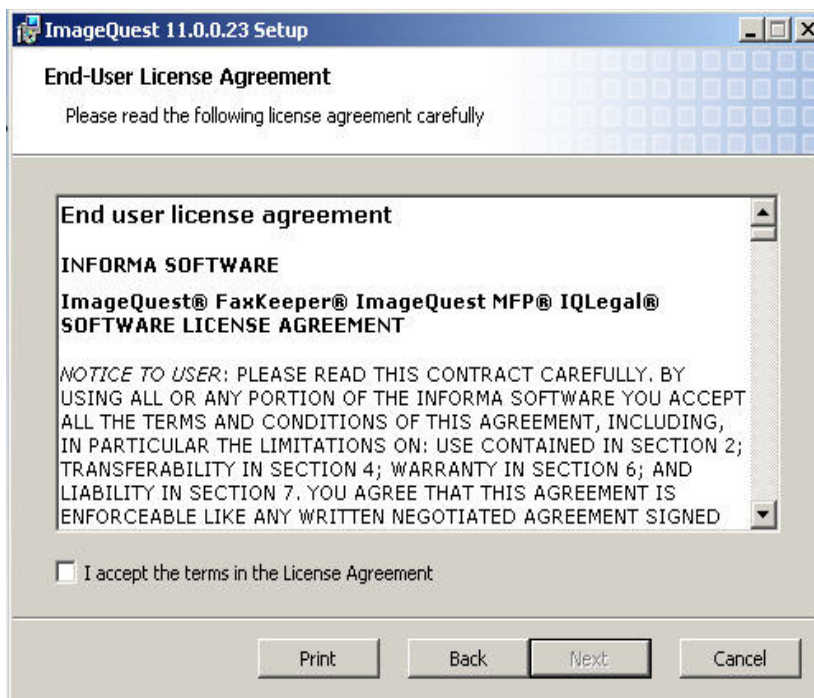 ImageQuest 11.0.0.23 Setup
End-User License Agreement
Please read the following license agreement carefully
End user license agreement
INFORMA SOFTWARE
ImageQuest® FaxKeeper® ImageQuest MFP® IQLegal®
SOFTWARE LICENSE AGREEMENT
NOTICE TO USER: PLEASE READ THIS CONTRACT CAREFULLY. BY
USING ALL OR ANY PORTION OF THE INFORMA SOFTWARE YOU ACCEPT
ALL THE TERMS AND CONDITIONS OF THIS AGREEMENT, INCLUDING,
IN PARTICULAR THE LIMITATIONS ON: USE CONTAINED IN SECTION 2;
TRANSFERABILITY IN SECTION 4; WARRANTY IN SECTION 6; AND
LIABILITY IN SECTION 7. YOU AGREE THAT THIS AGREEMENT IS
ENFORCEABLE LIKE ANY WRITTEN NEGOTIATED AGREEMENT SIGNED
I accept the terms in the License Agreement
Print Back Next Cancel